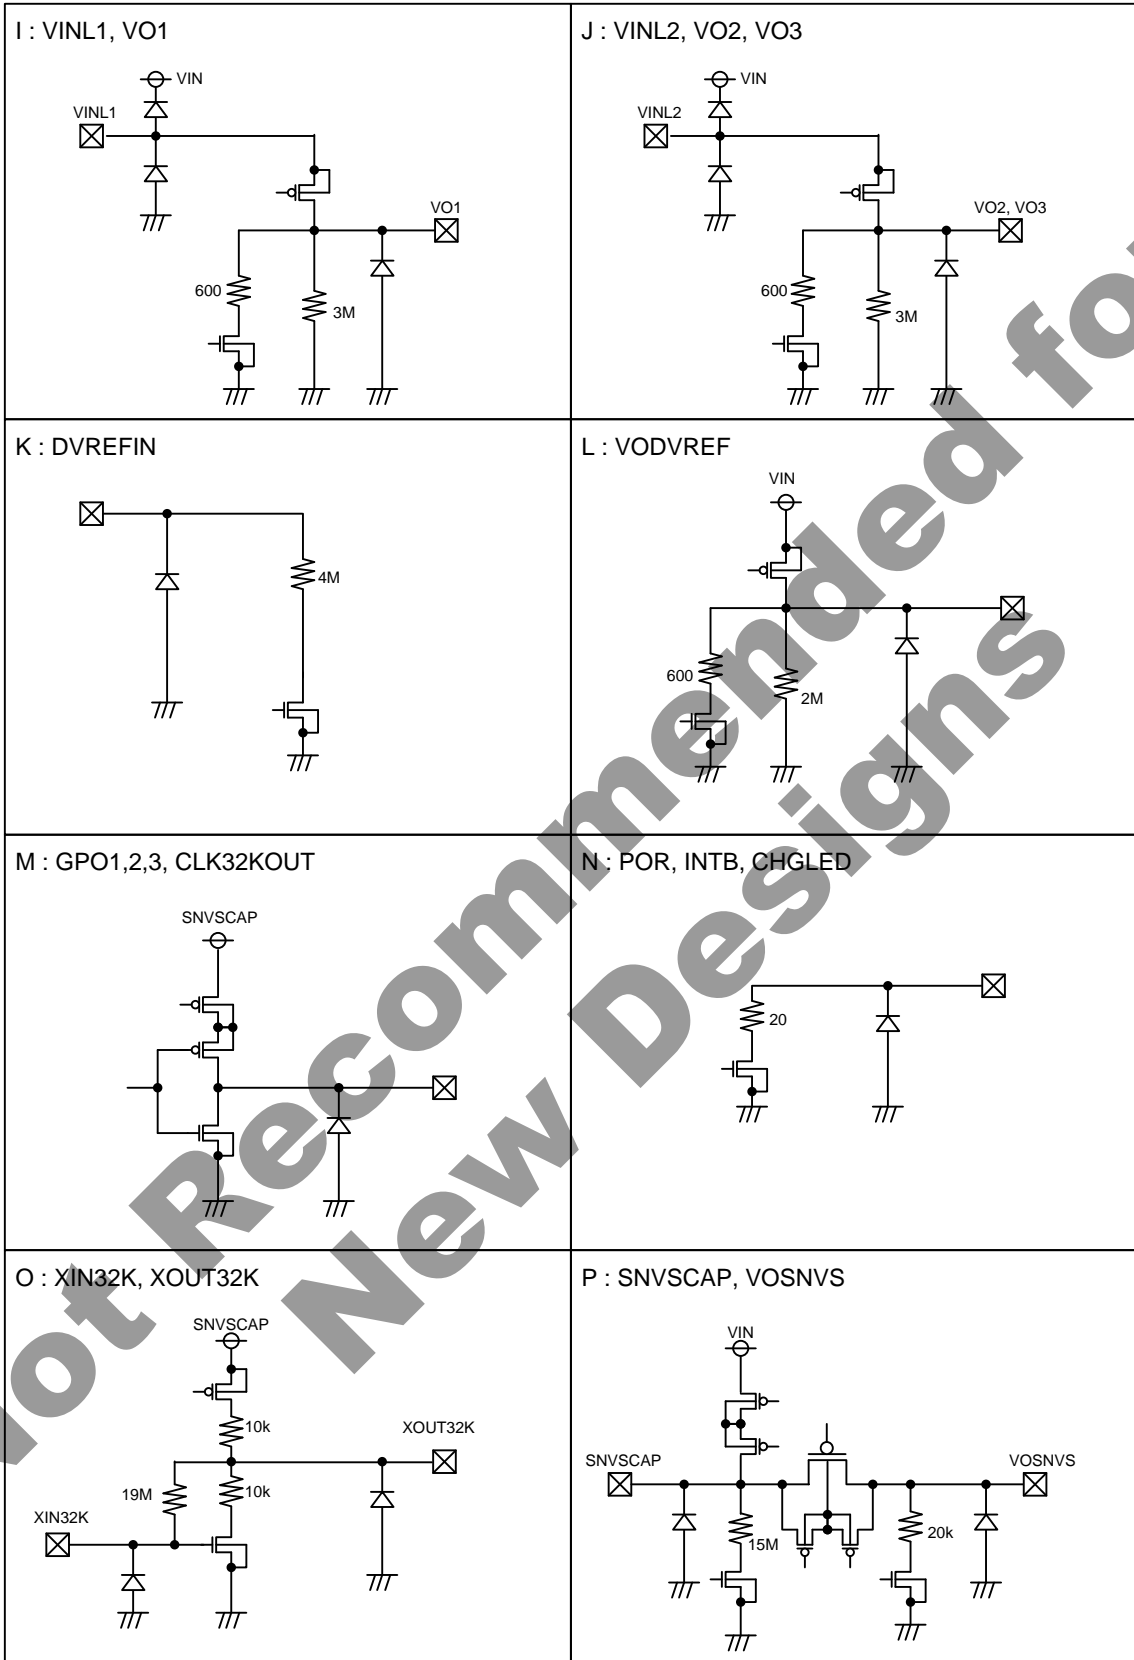 I : VINL1, VO1
VIN
VINL1
VO1
600
3M
J : VINL2, VO2, VO3
VIN
VINL2
VO2, VO3
600
3M
K : DVREFIN
4M
L : VODVREF
VIN
600
2M
M : GPO1,2,3, CLK32KOUT
SNVSCAP
N : POR, INTB, CHGLED
20
O : XIN32K, XOUT32K
SNVSCAP
10k
XOUT32K
19M
10k
XIN32K
P : SNVSCAP, VOSNVS
VIN
SNVSCAP
VOSNVS
15M
20k
Not Recommended for
New Designs